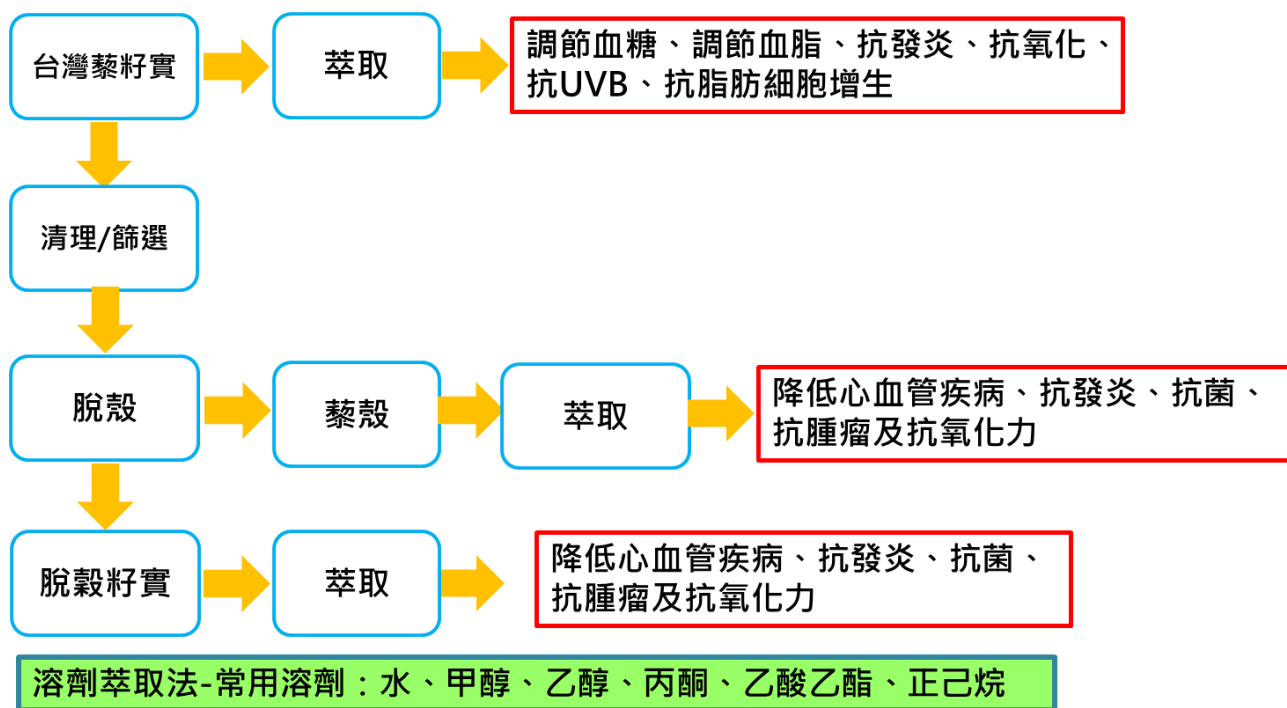 台灣藜籽實
萃取
調節血糖、調節血脂、抗發炎、抗氧化、
抗UVB、抗脂肪細胞增生
清理/篩選
脫殼
藜殼
萃取
降低心血管疾病、抗發炎、抗菌、
抗腫瘤及抗氧化力
脫穀籽實
萃取
降低心血管疾病、抗發炎、抗菌、
抗腫瘤及抗氧化力
溶劑萃取法-常用溶劑：水、甲醇、乙醇、丙酮、乙酸乙酯、正己烷